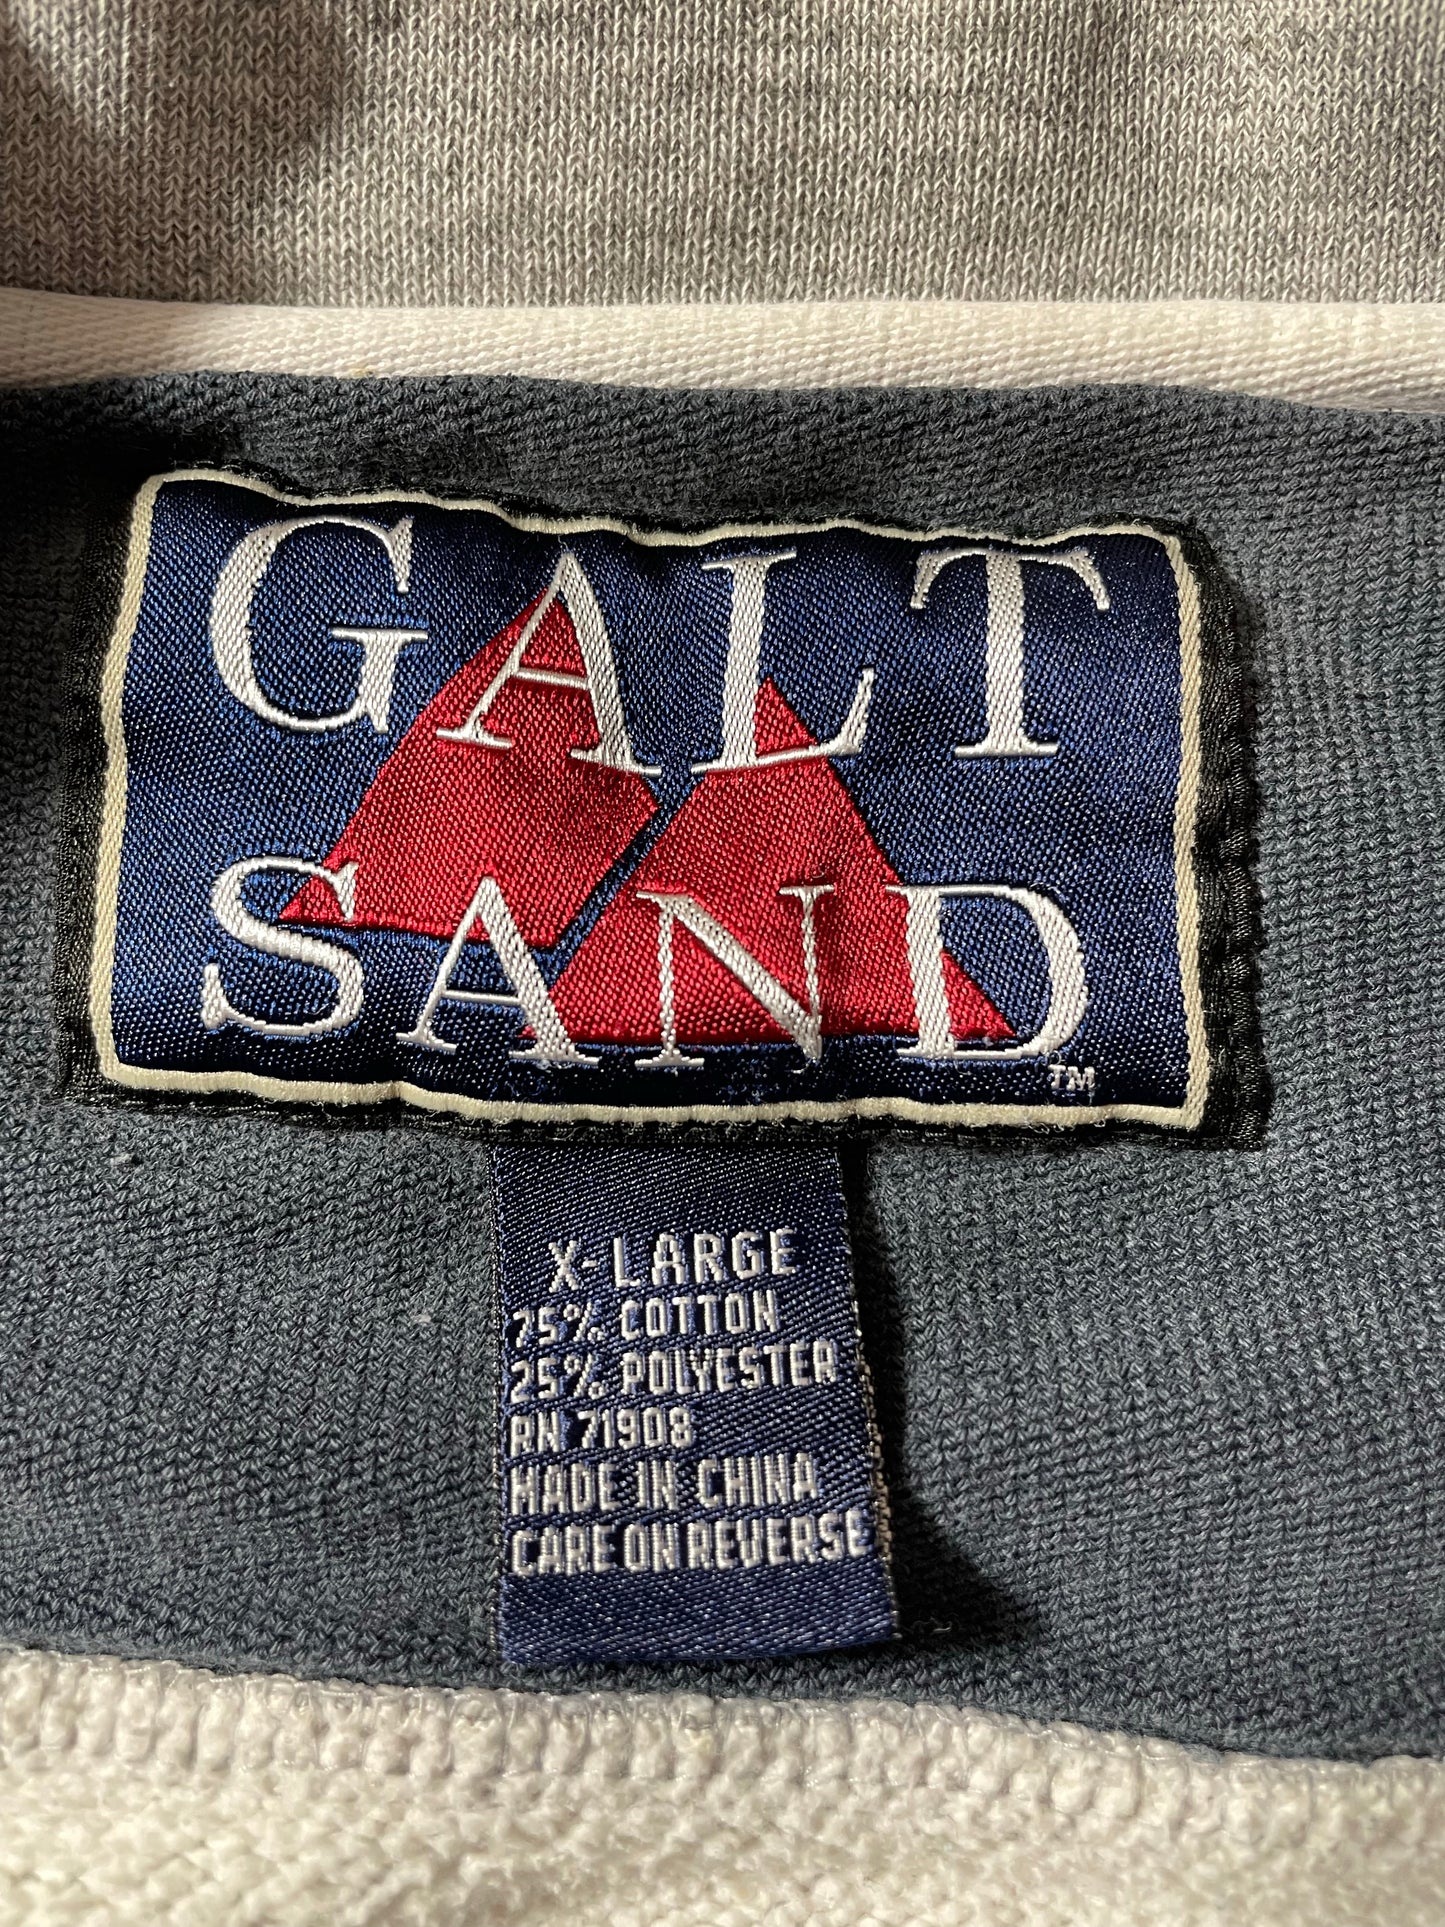 GALT
SAND
TM
X-LARGE
75% COTTON
25% POLYESTER
RN 71908
MADE IN CHINA
CARE ON REVERSE